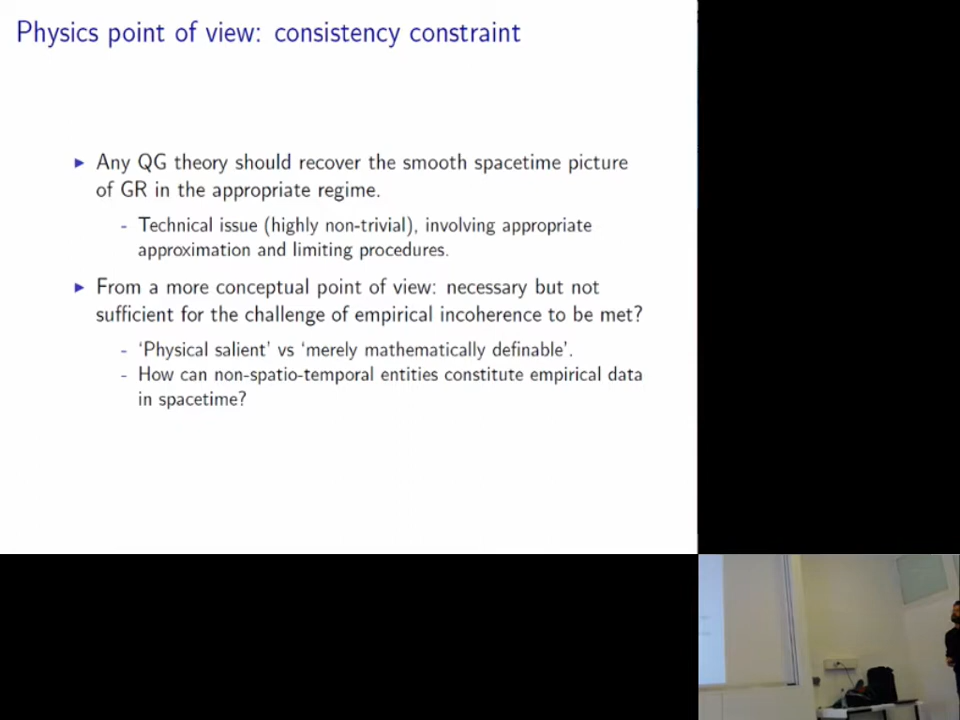 Physics point of view: consistency constraint
▶ Any QG theory should recover the smooth spacetime picture
of GR in the appropriate regime.
- Technical issue (highly non-trivial), involving appropriate
approximation and limiting procedures.
▶ From a more conceptual point of view: necessary but not
sufficient for the challenge of empirical incoherence to be met?
- ‘Physical salient’ vs ‘merely mathematically definable’.
- How can non-spatio-temporal entities constitute empirical data
in spacetime?